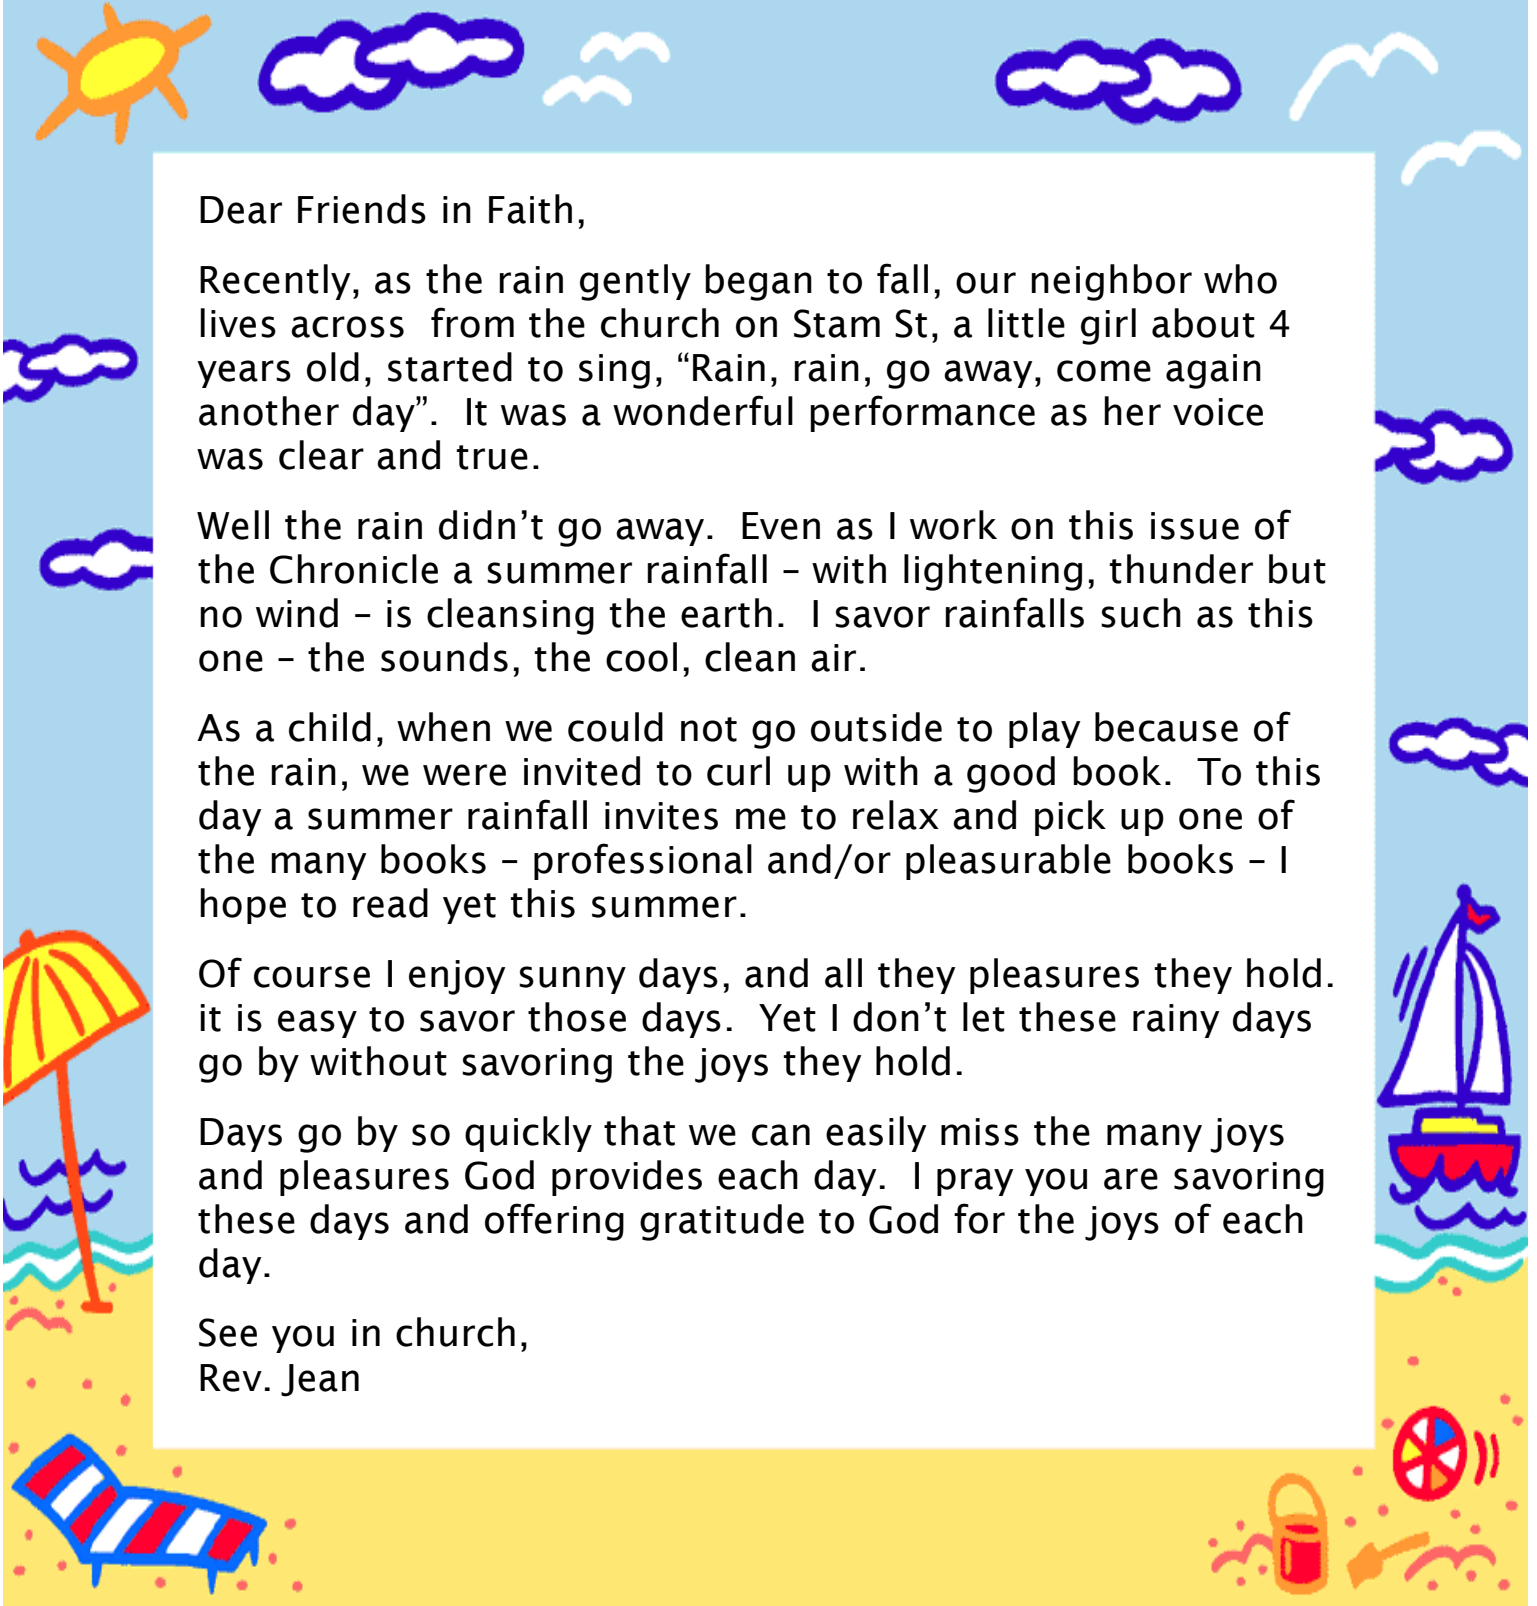 Dear Friends in Faith,
Recently, as the rain gently began to fall, our neighbor who
lives across  from the church on Stam St, a little girl about 4
years old, started to sing, “Rain, rain, go away, come again
another day”.  It was a wonderful performance as her voice
was clear and true.
Well the rain didn’t go away.  Even as I work on this issue of
the Chronicle a summer rainfall – with lightening, thunder but
no wind – is cleansing the earth.  I savor rainfalls such as this
one – the sounds, the cool, clean air.
As a child, when we could not go outside to play because of
the rain, we were invited to curl up with a good book.  To this
day a summer rainfall invites me to relax and pick up one of
the many books – professional and/or pleasurable books – I
hope to read yet this summer.
Of course I enjoy sunny days, and all they pleasures they hold.
it is easy to savor those days.  Yet I don’t let these rainy days
go by without savoring the joys they hold.
Days go by so quickly that we can easily miss the many joys
and pleasures God provides each day.  I pray you are savoring
these days and offering gratitude to God for the joys of each
day.
See you in church,
Rev. Jean